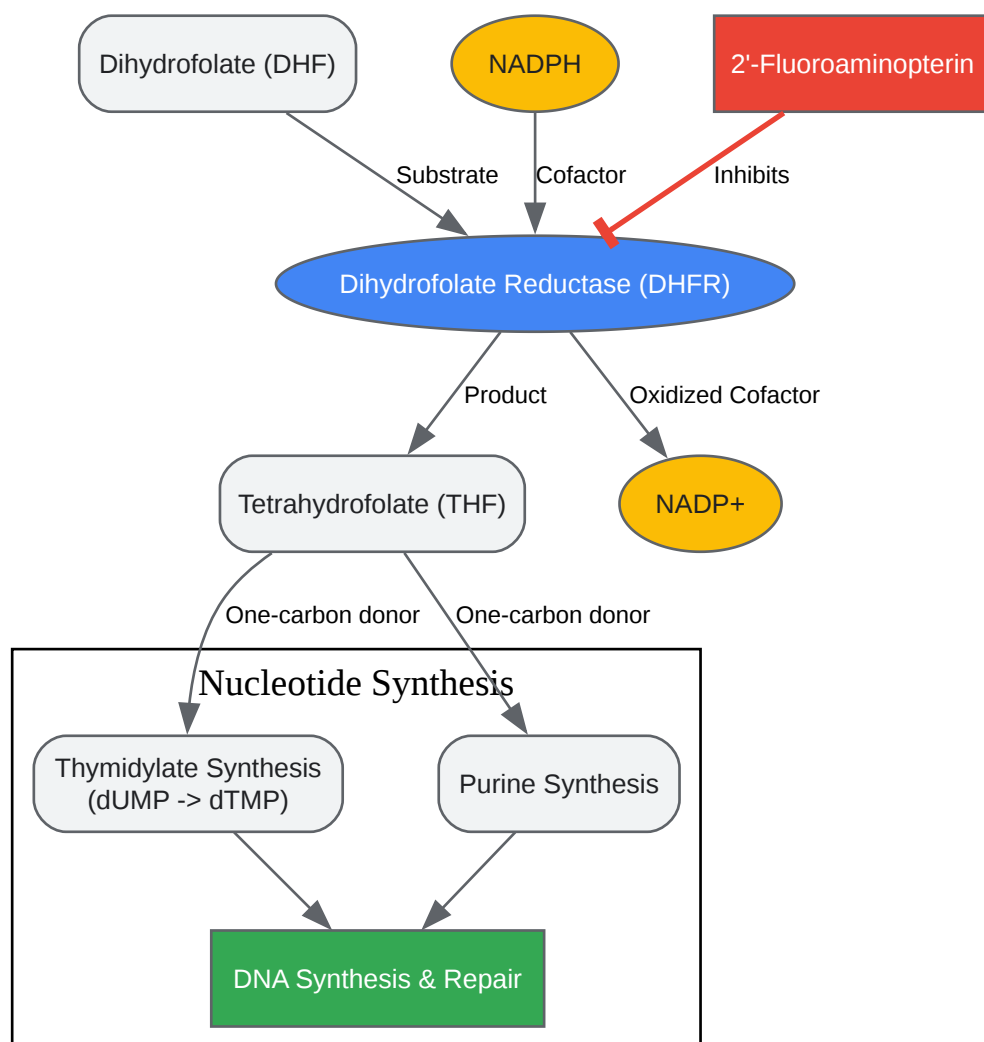 Dihydrofolate (DHF)
NADPH
2'-Fluoroaminopterin
Substrate
Cofactor
Inhibits
Dihydrofolate Reductase (DHFR)
Product
Oxidized Cofactor
Tetrahydrofolate (THF)
NADP+
One-carbon donor
One-carbon donor
Nucleotide Synthesis
Thymidylate Synthesis
(dUMP -> dTMP)
Purine Synthesis
DNA Synthesis & Repair